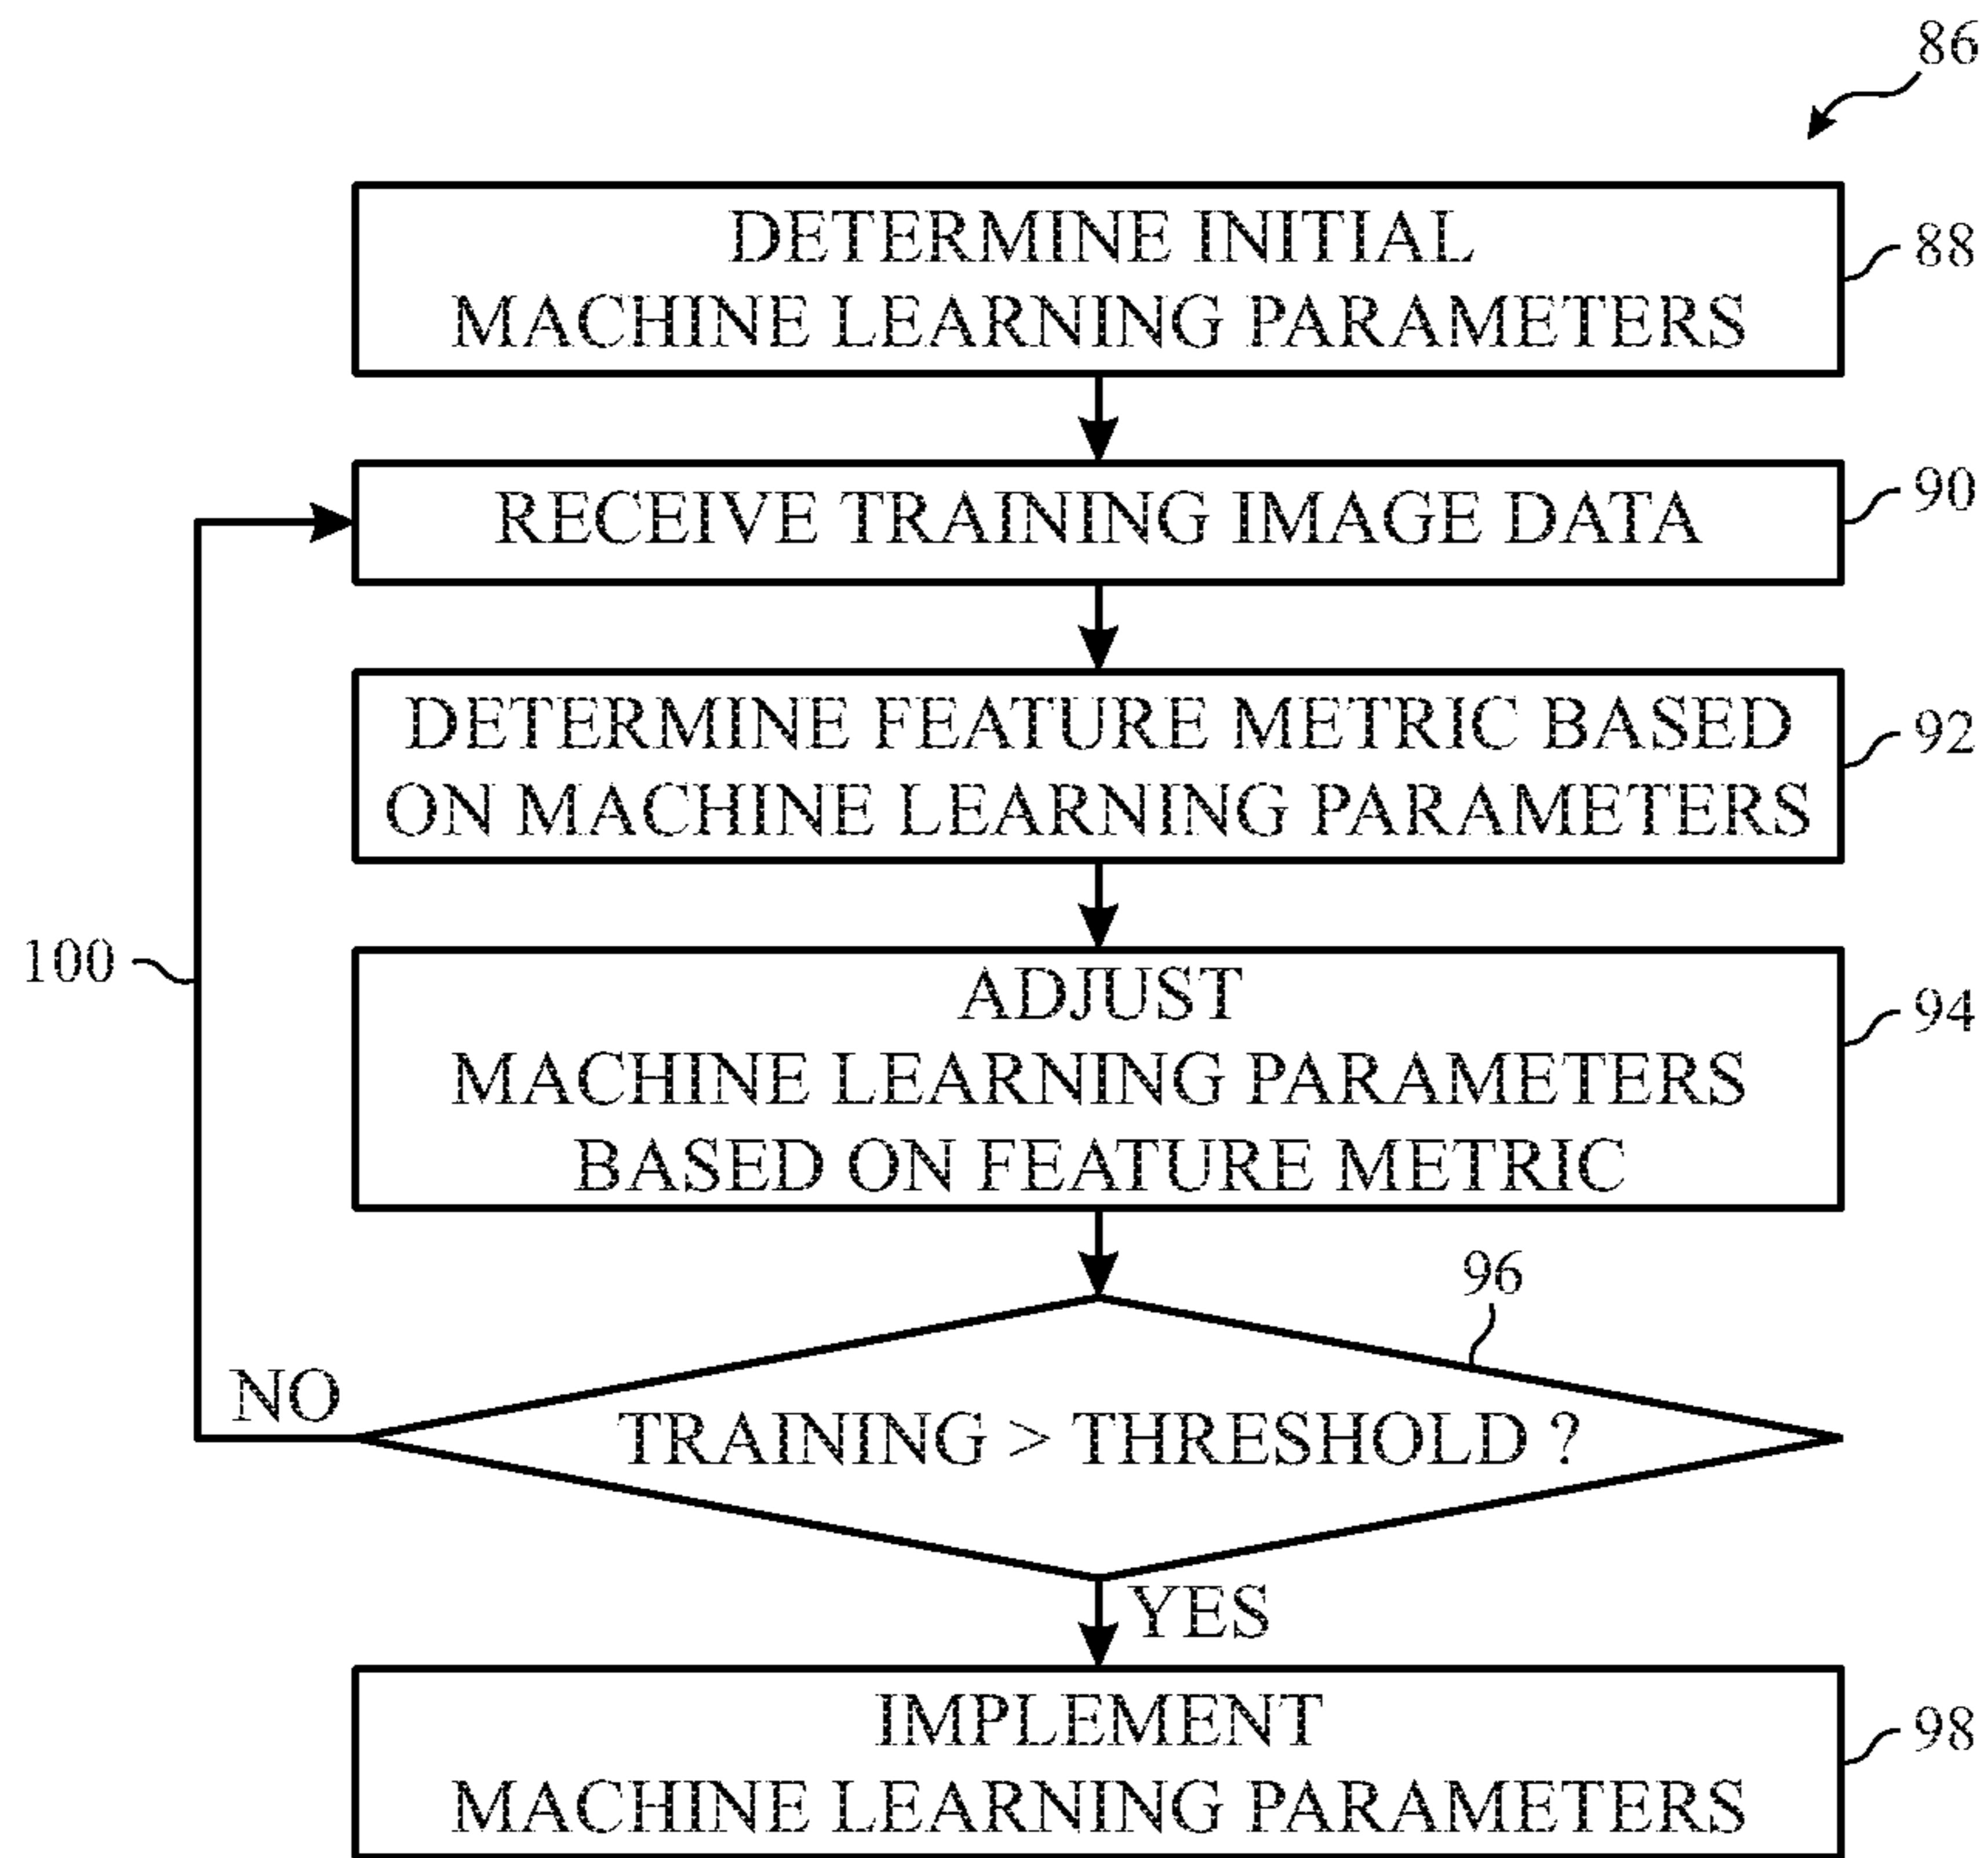 86
DETERMINE INITIAL
MACHINE LEARNING PARAMETERS
88
RECEIVE TRAINING IMAGE DATA
90
DETERMINE FEATURE METRIC BASED
ON MACHINE LEARNING PARAMETERS
92
100
ADJUST
MACHINE LEARNING PARAMETERS
BASED ON FEATURE METRIC
94
96
NO
TRAINING > THRESHOLD ?
YES
IMPLEMENT
MACHINE LEARNING PARAMETERS
98